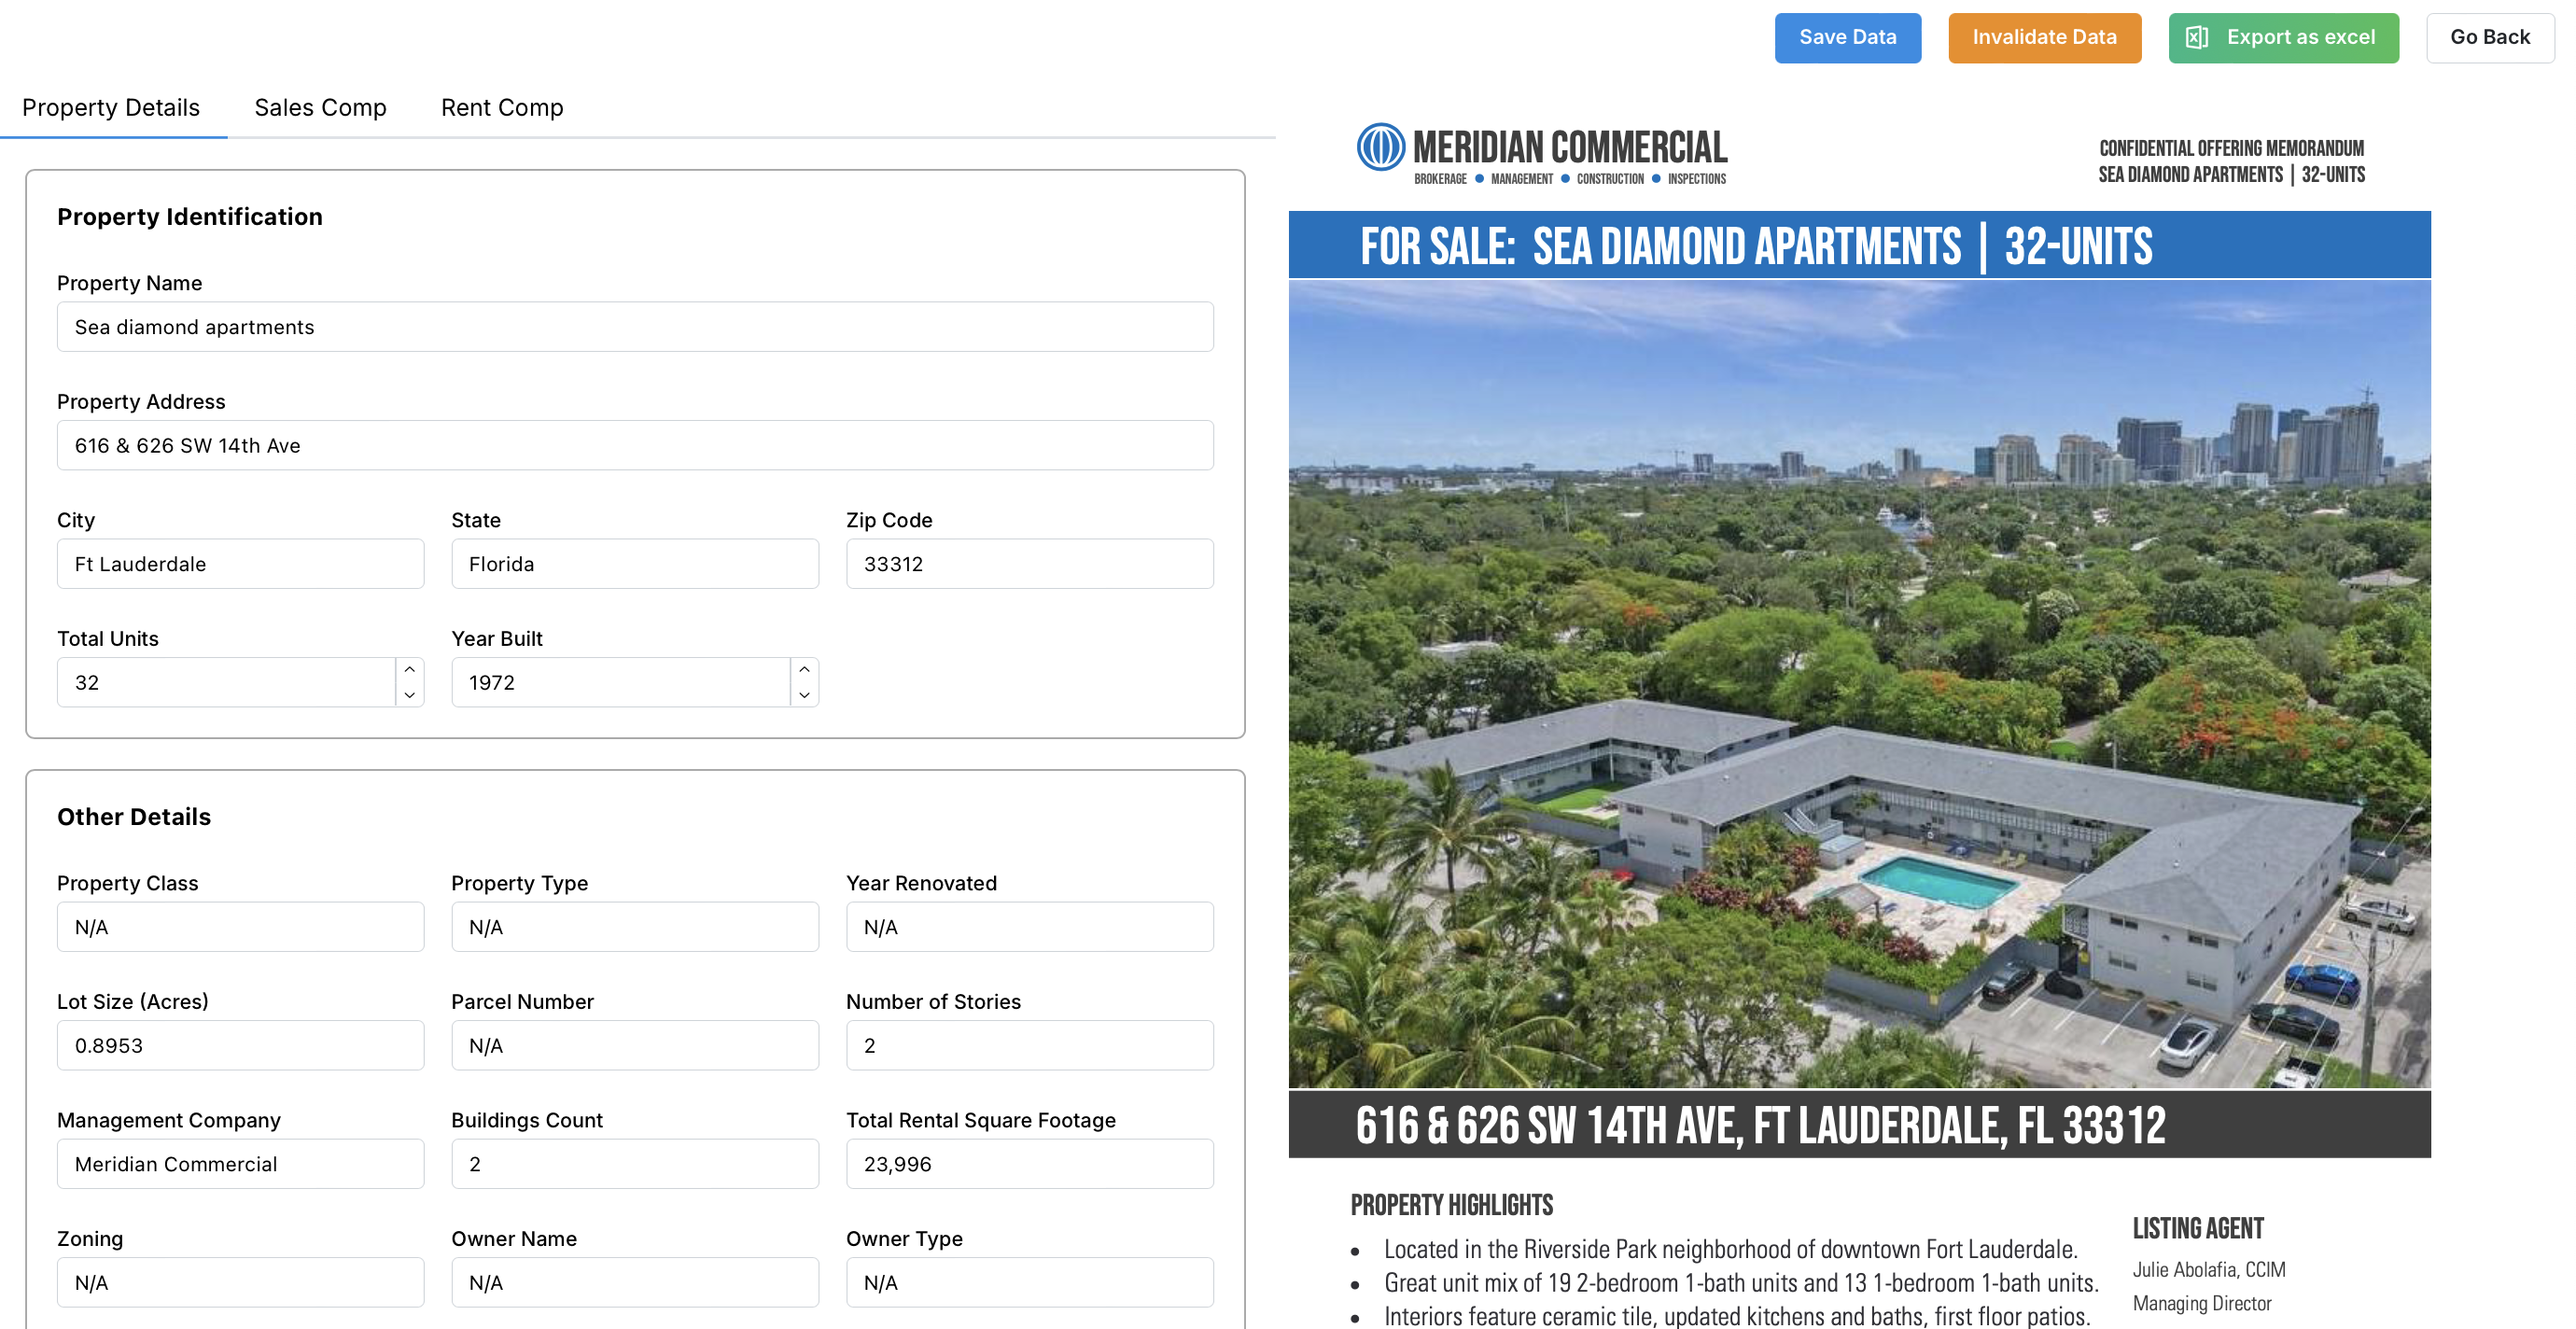 Save Data
Invalidate Data
Export as excel
Go Back
Property Details
Sales Comp
Rent Comp
Property Identification
Property Name
Sea diamond apartments
Property Address
616 & 626 SW 14th Ave
City
State
Zip Code
Ft Lauderdale
Florida
33312
Total Units
Year Built
32
1972
Other Details
Property Class
Property Type
Year Renovated
N/A
N/A
N/A
Lot Size (Acres)
Parcel Number
Number of Stories
0.8953
N/A
2
Management Company
Buildings Count
Total Rental Square Footage
Meridian Commercial
2
23,996
Zoning
Owner Name
Owner Type
N/A
N/A
N/A
MERIDIAN COMMERCIAL
BROKERAGE ● MANAGEMENT ● CONSTRUCTION ● INSPECTIONS
CONFIDENTIAL OFFERING MEMORANDUM
SEA DIAMOND APARTMENTS | 32-UNITS
FOR SALE: SEA DIAMOND APARTMENTS | 32-UNITS
616 & 626 SW 14TH AVE, FT LAUDERDALE, FL 33312
PROPERTY HIGHLIGHTS
• Located in the Riverside Park neighborhood of downtown Fort Lauderdale.
• Great unit mix of 19 2-bedroom 1-bath units and 13 1-bedroom 1-bath units.
• Interiors feature ceramic tile, updated kitchens and baths, first floor patios.
LISTING AGENT
Julie Abolafia, CCIM
Managing Director